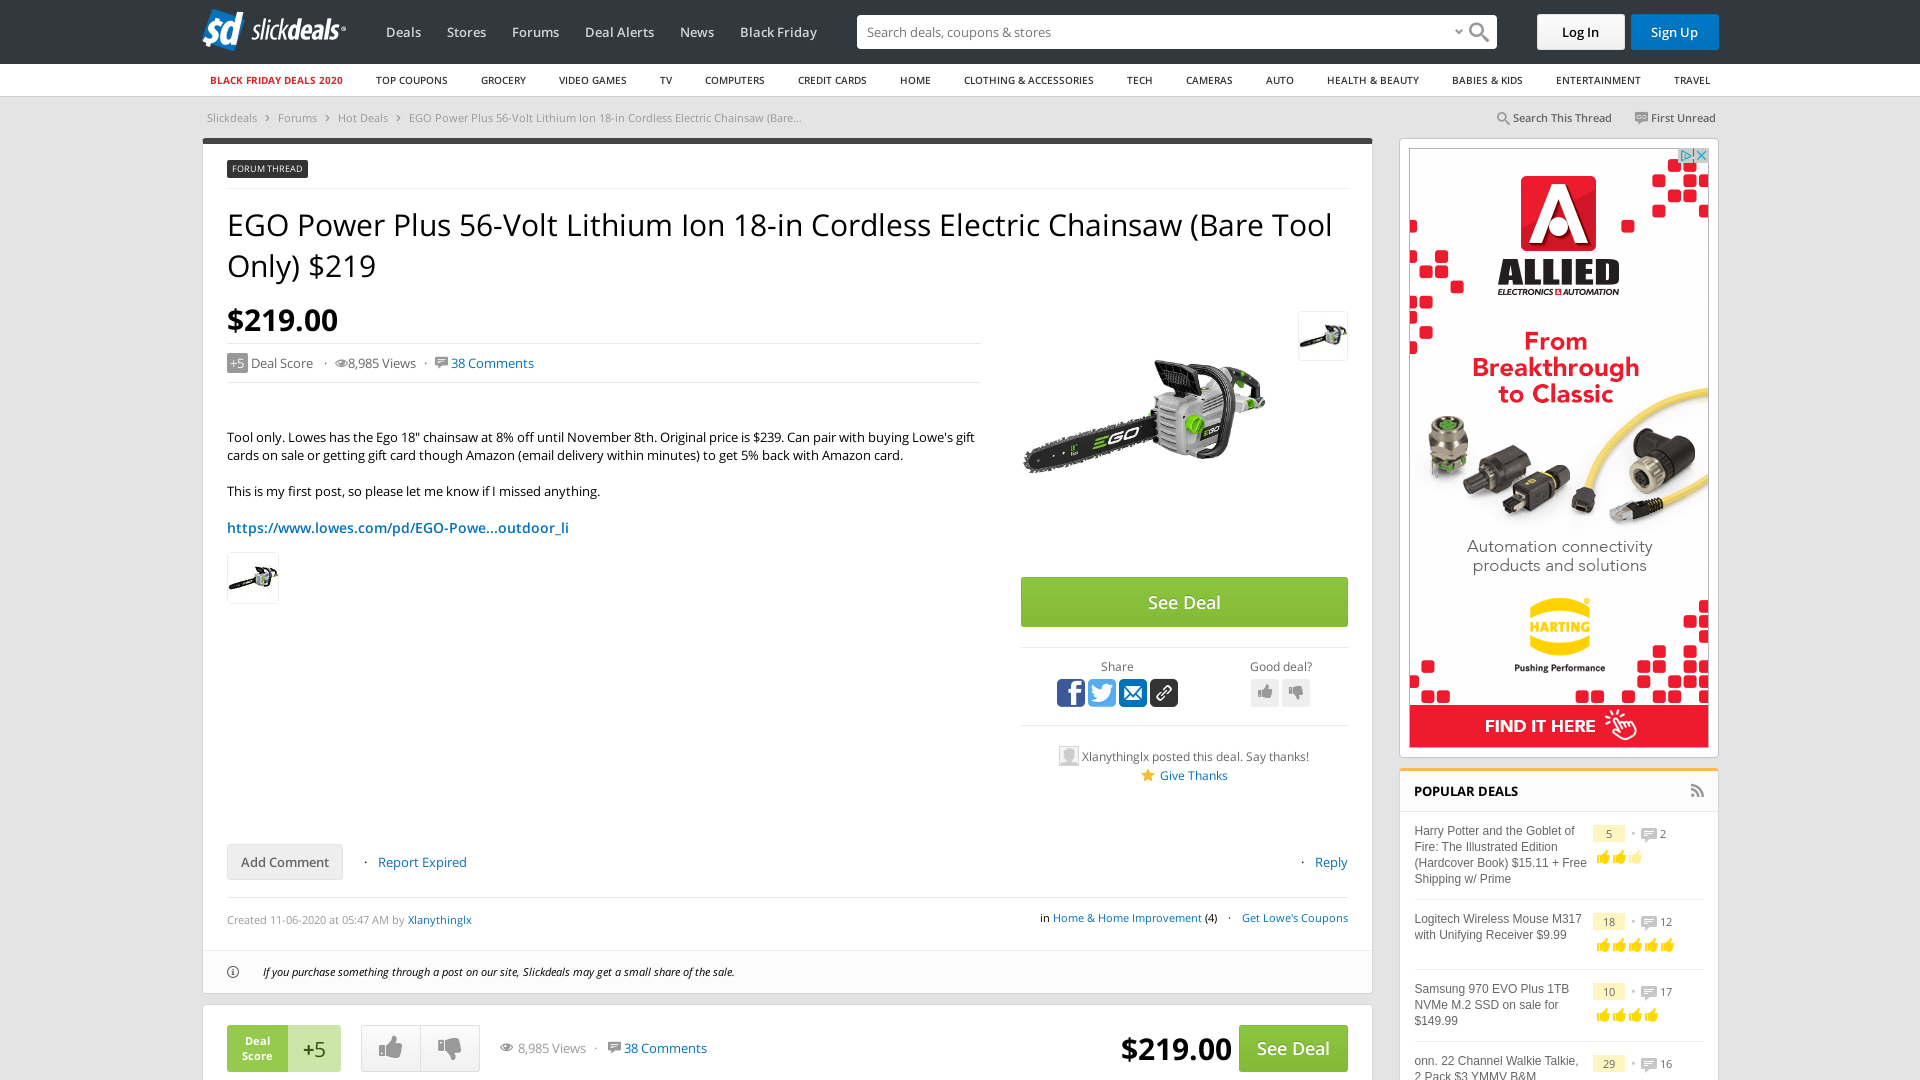 slickdeals
Deals Stores Forums Deal Alerts News Black Friday
Search deals, coupons & stores
Log In
Sign Up
BLACK FRIDAY DEALS 2020 TOP COUPONS GROCERY VIDEO GAMES TV COMPUTERS CREDIT CARDS HOME CLOTHING & ACCESSORIES TECH CAMERAS AUTO HEALTH & BEAUTY BABIES & KIDS ENTERTAINMENT TRAVEL
Slickdeals › Forums › Hot Deals › EGO Power Plus 56-Volt Lithium Ion 18-in Cordless Electric Chainsaw (Bare...
Search This Thread First Unread
FORUM THREAD
EGO Power Plus 56-Volt Lithium Ion 18-in Cordless Electric Chainsaw (Bare Tool
Only) $219
$219.00
+5 Deal Score · 8,985 Views · 38 Comments
Tool only. Lowes has the Ego 18" chainsaw at 8% off until November 8th. Original price is $239. Can pair with buying Lowe's gift
cards on sale or getting gift card though Amazon (email delivery within minutes) to get 5% back with Amazon card.
This is my first post, so please let me know if I missed anything.
https://www.lowes.com/pd/EGO-Powe...outdoor_li
EGO
See Deal
Share
Good deal?
Xlanythinglx posted this deal. Say thanks!
Give Thanks
Add Comment · Report Expired
· Reply
Created 11-06-2020 at 05:47 AM by Xlanythinglx
in Home & Home Improvement (4) · Get Lowe's Coupons
If you purchase something through a post on our site, Slickdeals may get a small share of the sale.
Deal
Score
+5
8,985 Views · 38 Comments
$219.00
See Deal
ALLIED
ELECTRONICS & AUTOMATION
From
Breakthrough
to Classic
Automation connectivity
products and solutions
HARTING
Pushing Performance
FIND IT HERE
POPULAR DEALS
Harry Potter and the Goblet of
Fire: The Illustrated Edition
(Hardcover Book) $15.11 + Free
Shipping w/ Prime
5 • 2
Logitech Wireless Mouse M317
with Unifying Receiver $9.99
18 • 12
Samsung 970 EVO Plus 1TB
NVMe M.2 SSD on sale for
$149.99
10 • 17
onn. 22 Channel Walkie Talkie,
2 Pack $3 YMMV B&M
29 • 16